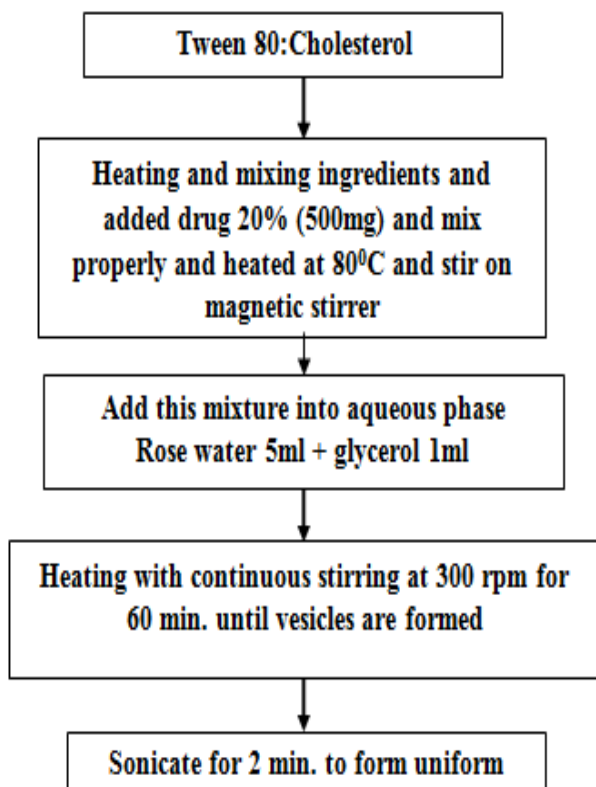 Tween 80:Cholesterol
Heating and mixing ingredients and
added drug 20% (500mg) and mix
properly and heated at 80⁰C and stir on
magnetic stirrer
Add this mixture into aqueous phase
Rose water 5ml + glycerol 1ml
Heating with continuous stirring at 300 rpm for
60 min. until vesicles are formed
Sonicate for 2 min. to form uniform